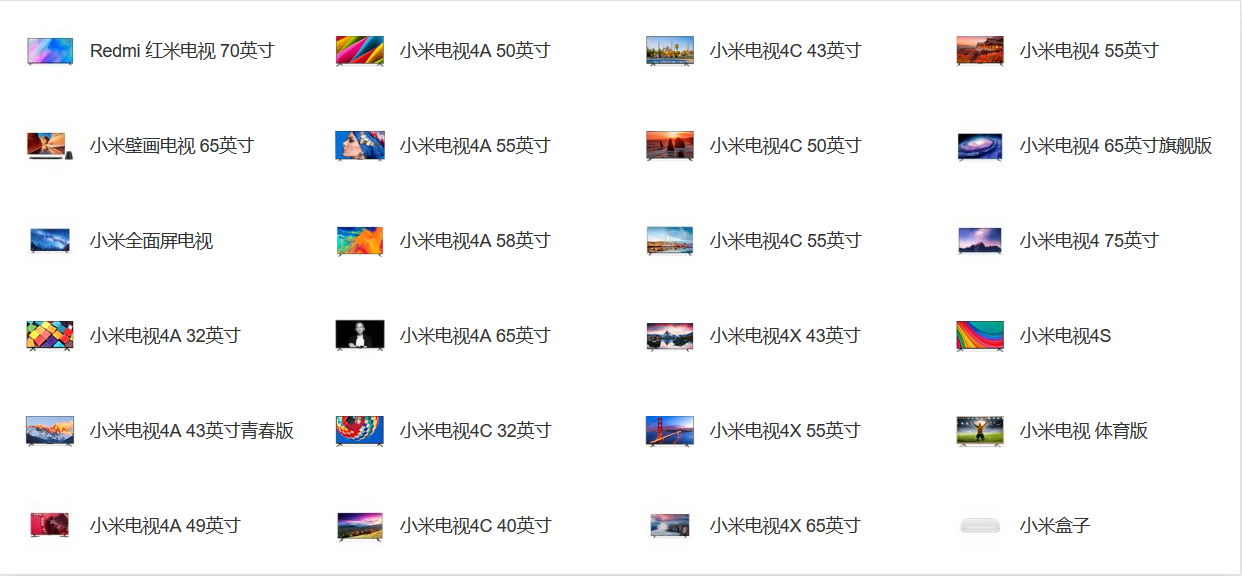 Redmi 红米电视 70英寸
小米电视4A 50英寸
小米电视4C 43英寸
小米电视4 55英寸
小米壁画电视 65英寸
小米电视4A 55英寸
小米电视4C 50英寸
小米电视4 65英寸旗舰版
小米全面屏电视
小米电视4A 58英寸
小米电视4C 55英寸
小米电视4 75英寸
小米电视4A 32英寸
小米电视4A 65英寸
小米电视4X 43英寸
小米电视4S
小米电视4A 43英寸青春版
小米电视4C 32英寸
小米电视4X 55英寸
小米电视 体育版
小米电视4A 49英寸
小米电视4C 40英寸
小米电视4X 65英寸
小米盒子